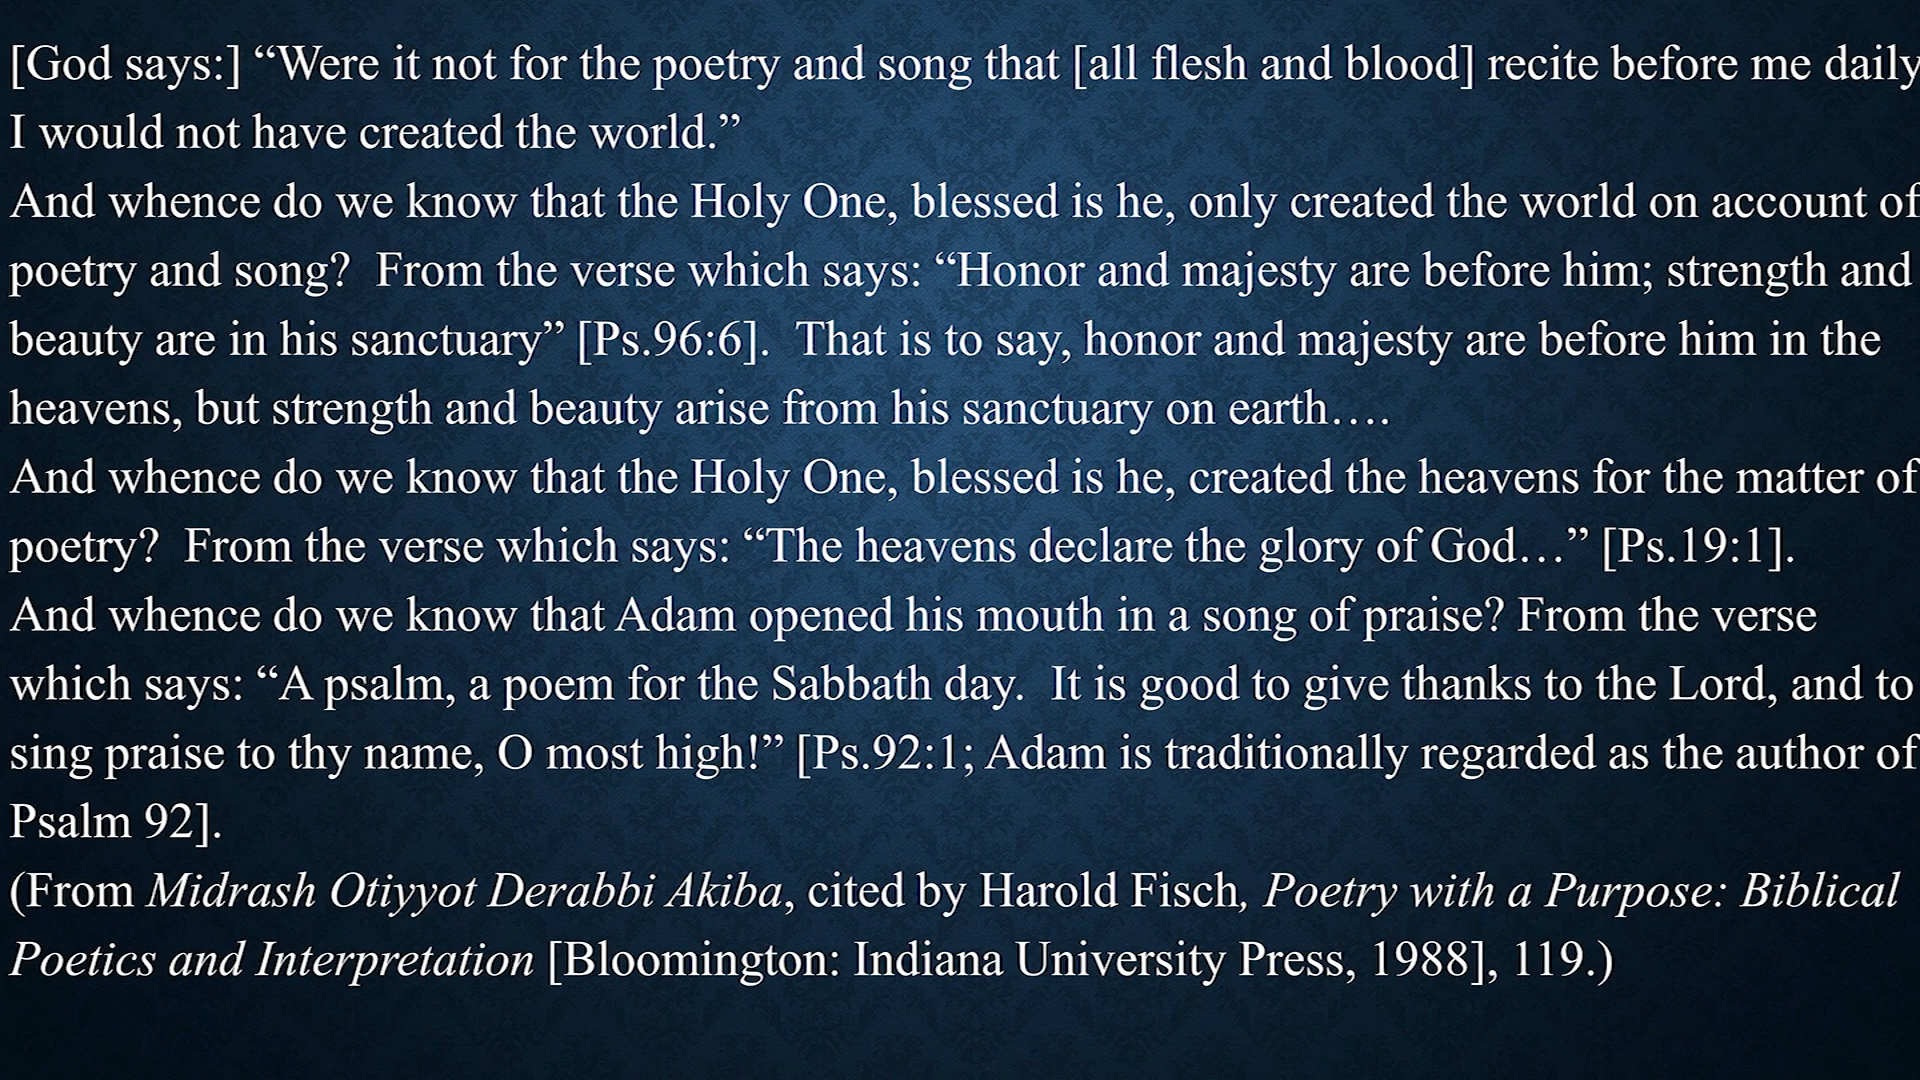 [God says:] “Were it not for the poetry and song that [all flesh and blood] recite before me daily
I would not have created the world.”
And whence do we know that the Holy One, blessed is he, only created the world on account of
poetry and song?  From the verse which says: “Honor and majesty are before him; strength and
beauty are in his sanctuary” [Ps.96:6].  That is to say, honor and majesty are before him in the
heavens, but strength and beauty arise from his sanctuary on earth….
And whence do we know that the Holy One, blessed is he, created the heavens for the matter of
poetry?  From the verse which says: “The heavens declare the glory of God…” [Ps.19:1].
And whence do we know that Adam opened his mouth in a song of praise? From the verse
which says: “A psalm, a poem for the Sabbath day.  It is good to give thanks to the Lord, and to
sing praise to thy name, O most high!” [Ps.92:1; Adam is traditionally regarded as the author of
Psalm 92].
(From Midrash Otiyyot Derabbi Akiba, cited by Harold Fisch, Poetry with a Purpose: Biblical
Poetics and Interpretation [Bloomington: Indiana University Press, 1988], 119.)